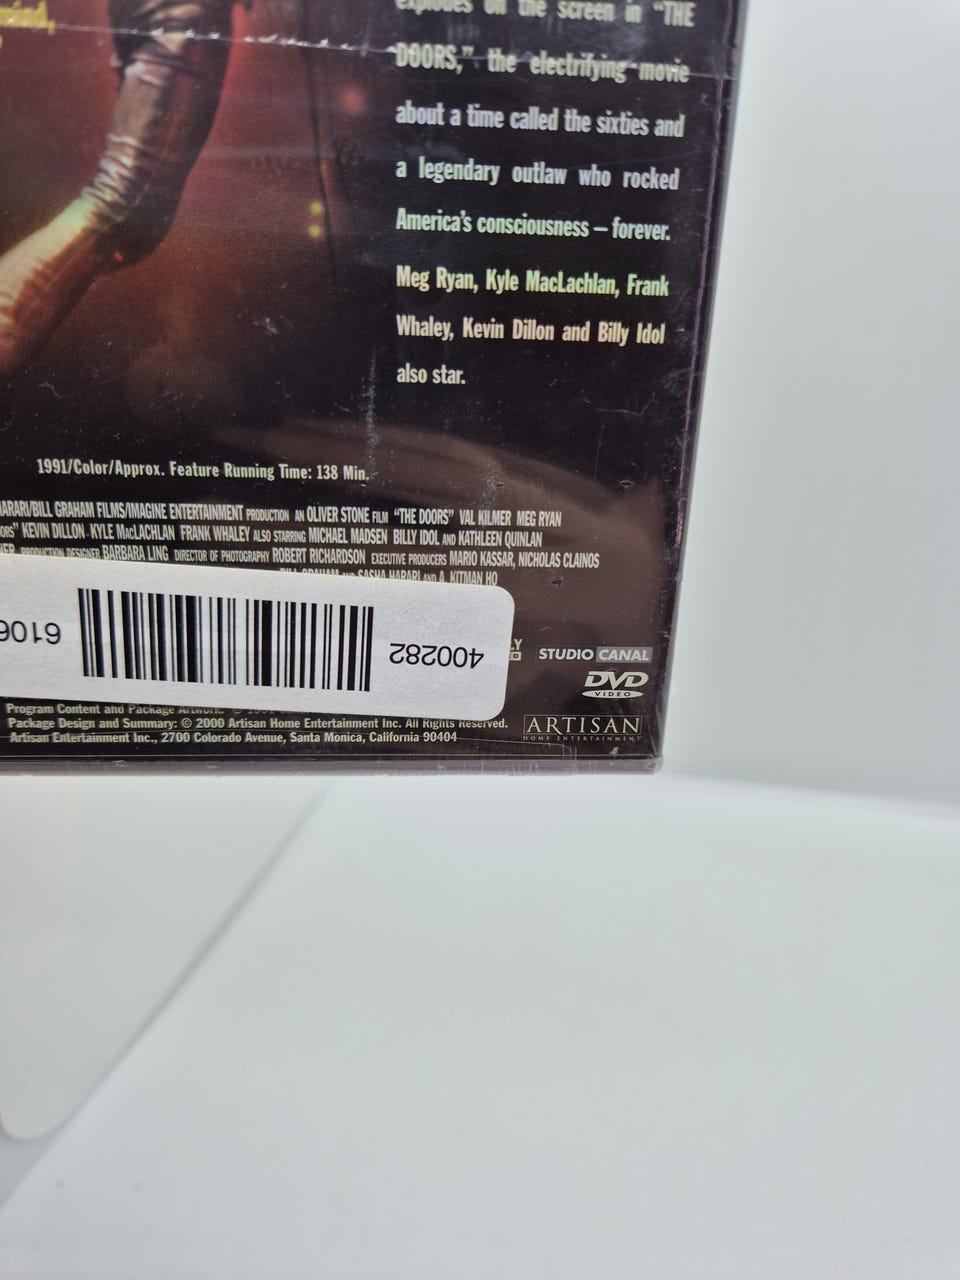 explodes on the screen in "THE
DOORS," the electrifying movie
about a time called the sixties and
a legendary outlaw who rocked
America's consciousness – forever.
Meg Ryan, Kyle MacLachlan, Frank
Whaley, Kevin Dillon and Billy Idol
also star.
1991/Color/Approx. Feature Running Time: 138 Min.
HARARI/BILL GRAHAM FILMS/IMAGINE ENTERTAINMENT PRODUCTION AN OLIVER STONE FILM "THE DOORS" VAL KILMER MEG RYAN
KEVIN DILLON KYLE MACLACHLAN FRANK WHALEY ALSO STARRING MICHAEL MADSEN BILLY IDOL AND KATHLEEN QUINLAN
PRODUCTION DESIGNER BARBARA LING DIRECTOR OF PHOTOGRAPHY ROBERT RICHARDSON EXECUTIVE PRODUCERS MARIO KASSAR, NICHOLAS CLAINOS
BILL GRAHAM AND SASHA HARARI AND A. KITMAN HO
400282
6106
STUDIO CANAL
DVD
VIDEO
Program Content and Package Artwork: © 1991
Package Design and Summary: © 2000 Artisan Home Entertainment Inc. All Rights Reserved.
Artisan Entertainment Inc., 2700 Colorado Avenue, Santa Monica, California 90404
ARTISAN
HOME ENTERTAINMENT